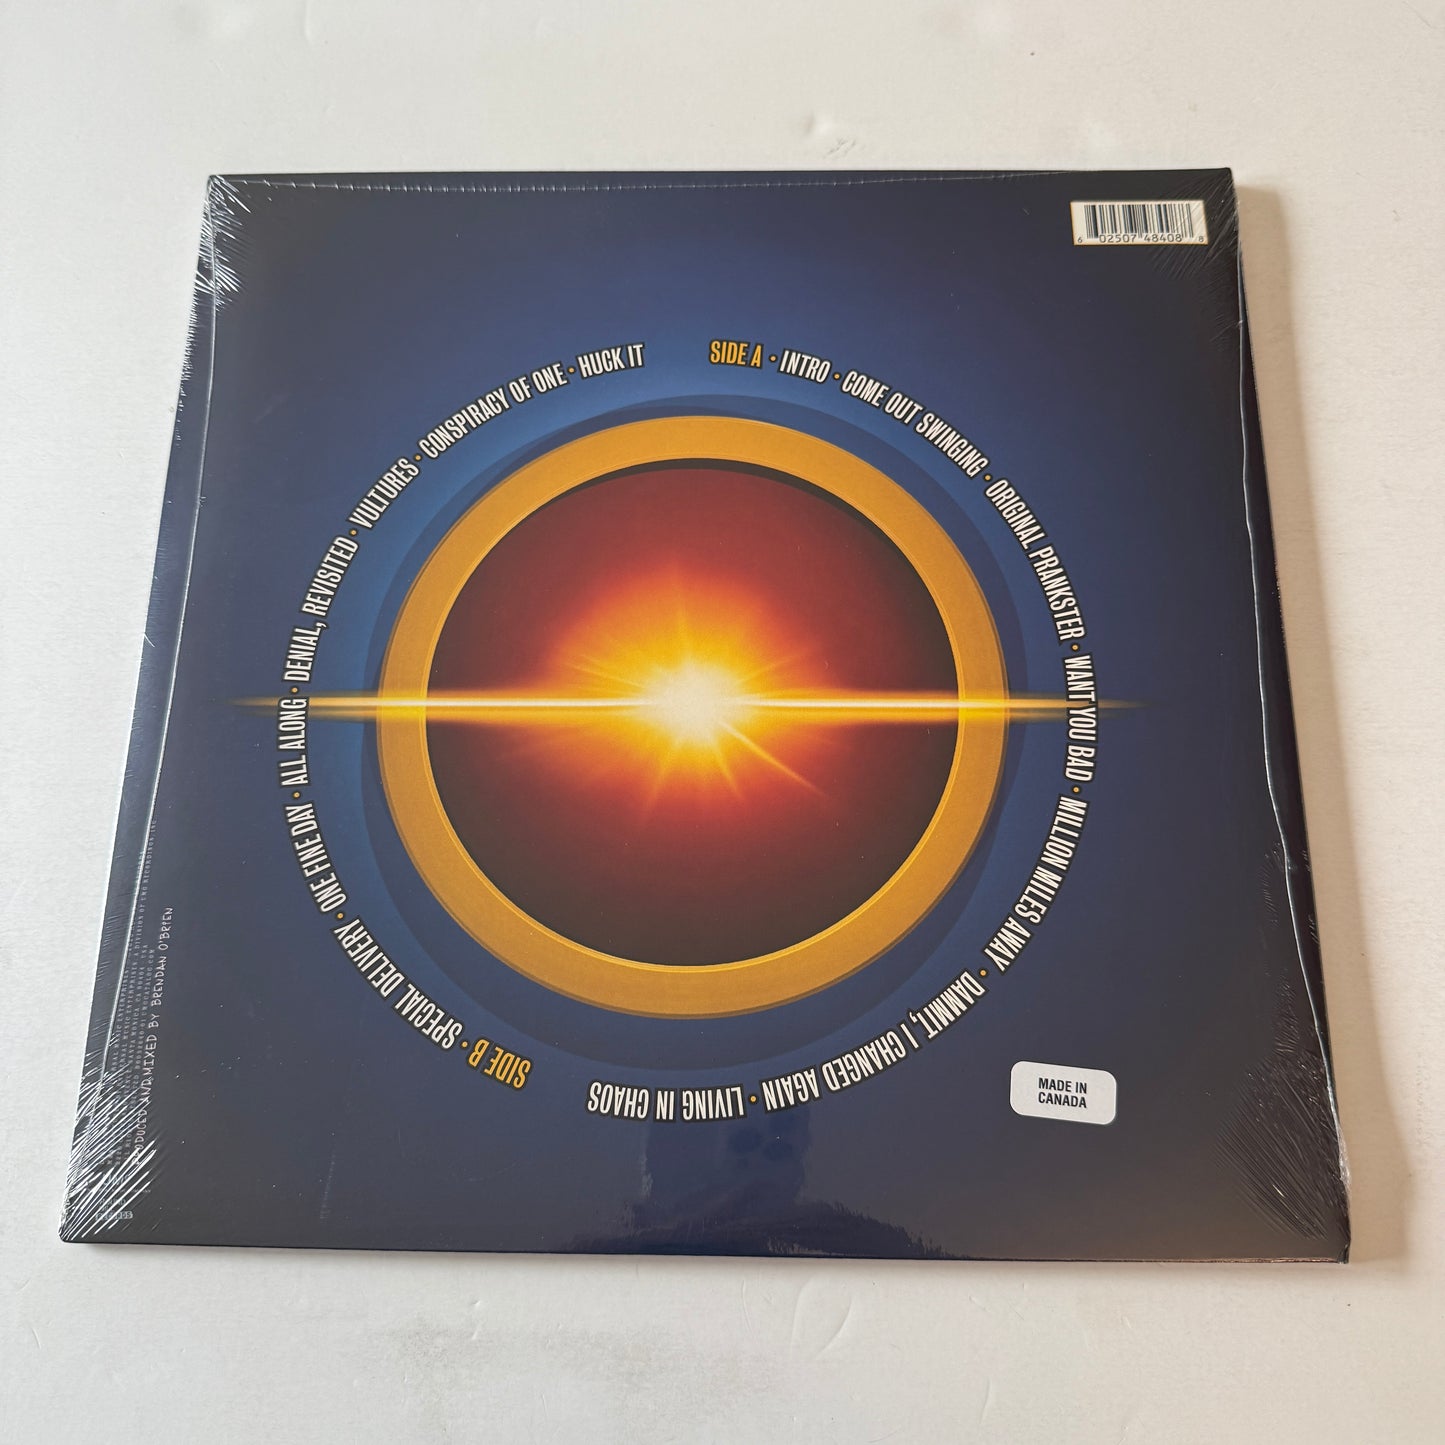 6 02507 48408 8
SIDE A • INTRO • COME OUT SWINGING • ORIGINAL PRANKSTER • WANT YOU BAD • MILLION MILES AWAY • DAMMIT, I CHANGED AGAIN • LIVING IN CHAOS
SIDE B • SPECIAL DELIVERY • ONE FINE DAY • ALL ALONG • DENIAL, REVISITED • VULTURES • CONSPIRACY OF ONE • HUCK IT
MADE IN
CANADA
PRODUCED AND MIXED BY BRENDAN O'BRIEN